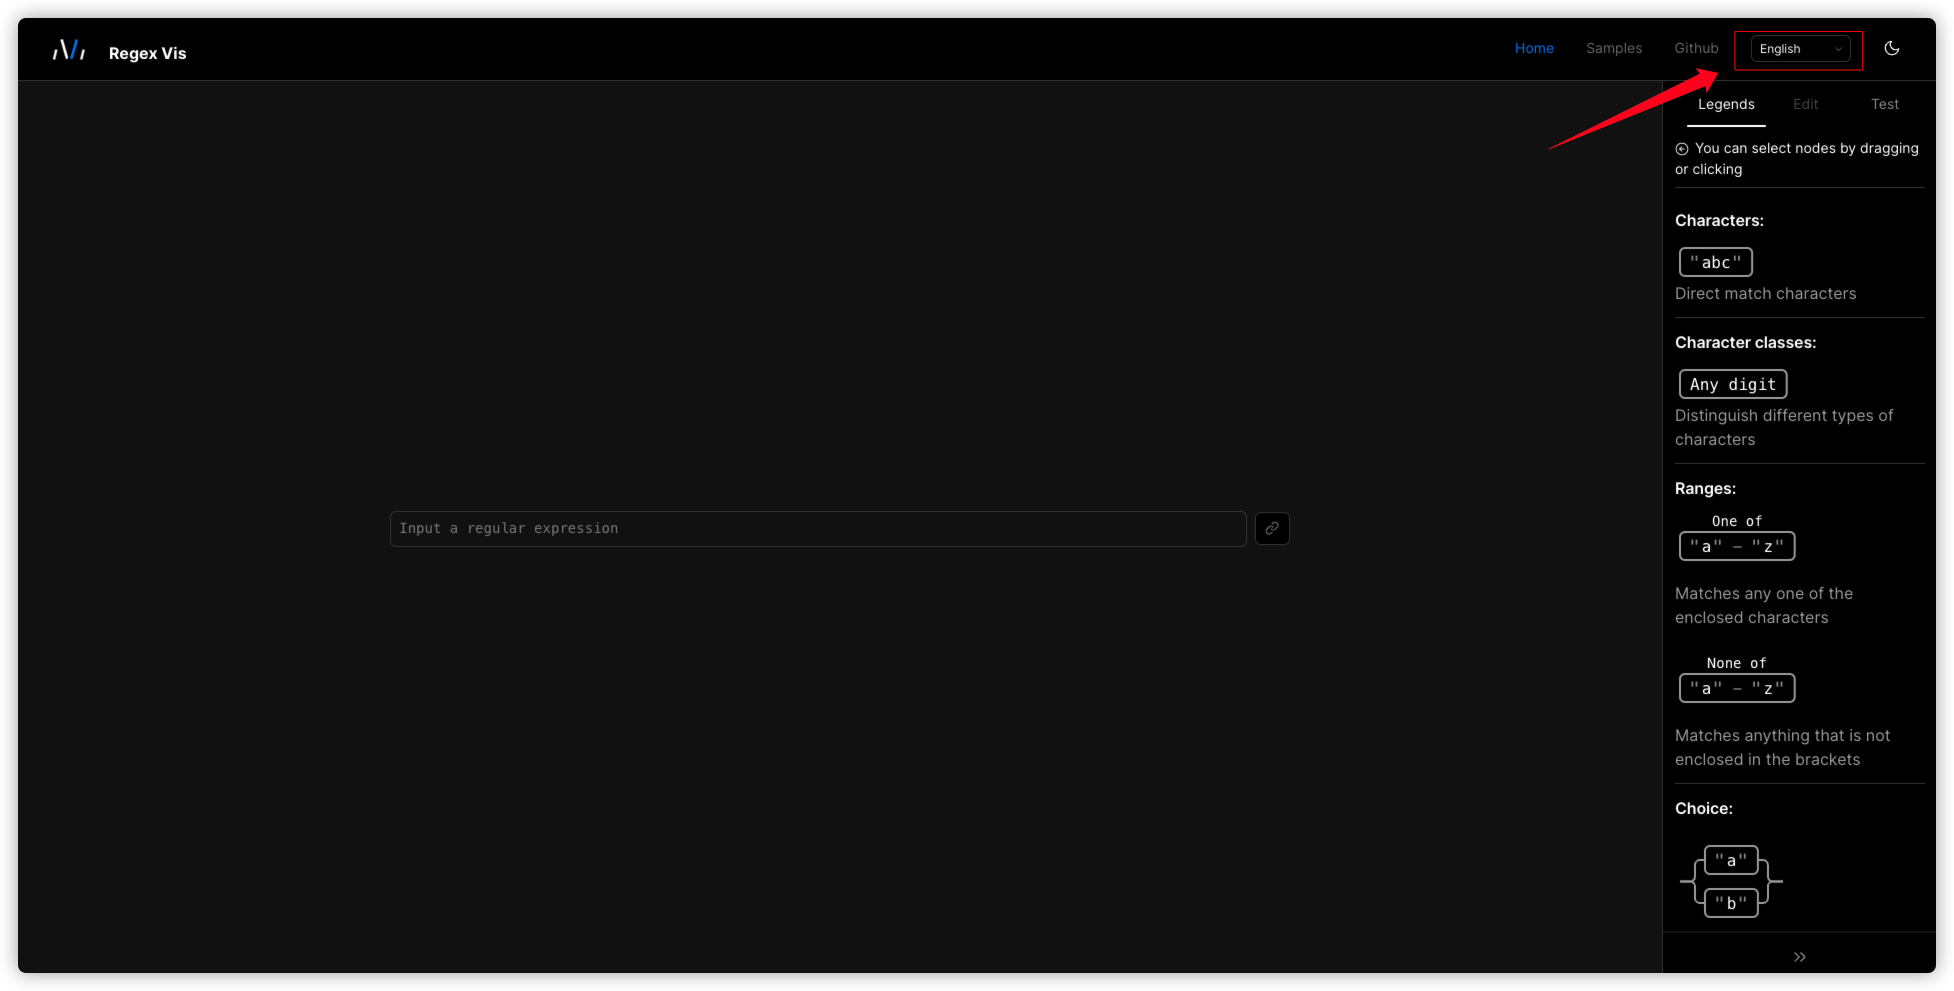 Regex Vis
Home Samples Github English
Legends Edit Test
You can select nodes by dragging
or clicking
Characters:
"abc"
Direct match characters
Character classes:
Any digit
Distinguish different types of
characters
Ranges:
One of
"a" - "z"
Matches any one of the
enclosed characters
None of
"a" - "z"
Matches anything that is not
enclosed in the brackets
Choice:
"a"
"b"
Input a regular expression